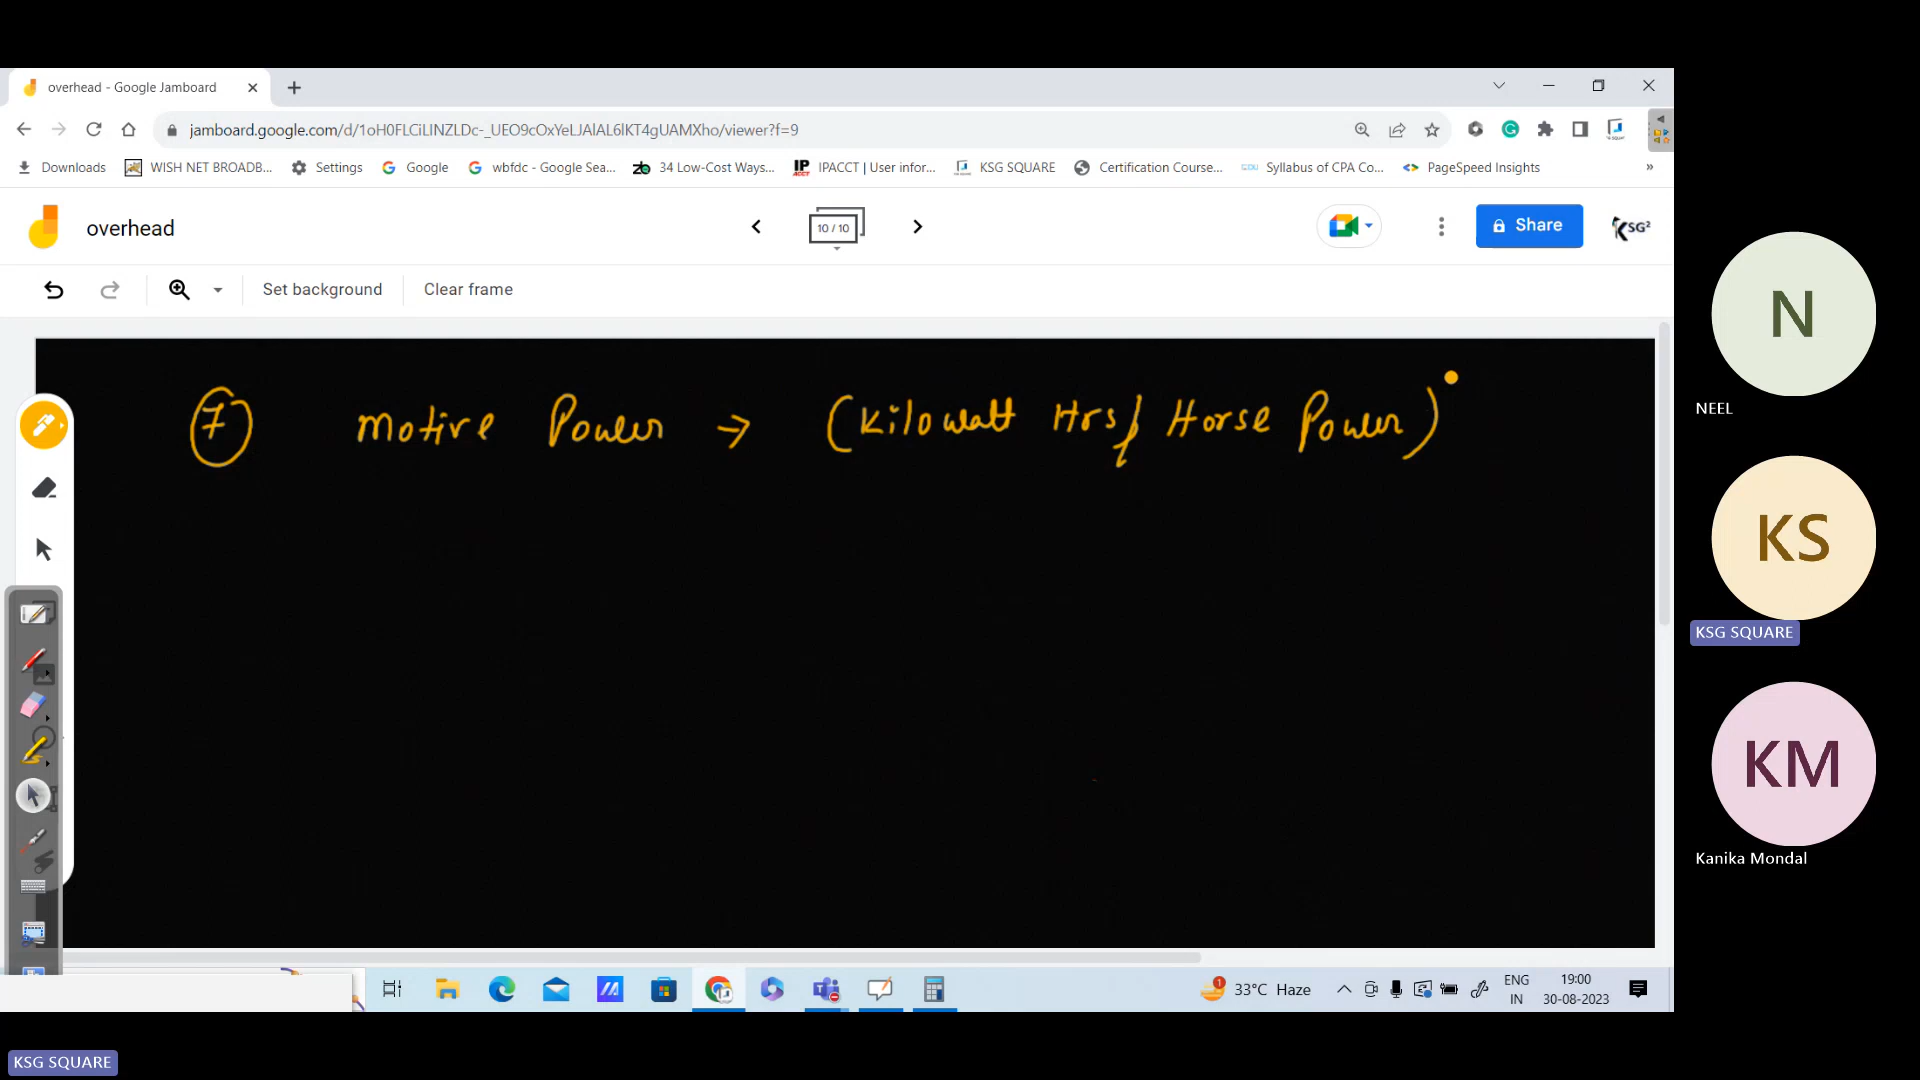 overhead - Google Jamboard
jamboard.google.com/d/1oH0FLCiLINZLDc-_UEO9cOxYeLJAlAL6lKT4gUAMXho/viewer?f=9
Downloads WISH NET BROADB... Settings Google wbfdc - Google Sea... 34 Low-Cost Ways... IPACCT | User infor... KSG SQUARE Certification Course... Syllabus of CPA Co... PageSpeed Insights »
overhead 10 / 10 Share KSG²
Set background Clear frame
7 Motive Power → (Kilowatt Hrs/ Horse Power)
N
NEEL
KS
KSG SQUARE
KM
Kanika Mondal
1 33°C Haze ENG IN 19:00 30-08-2023
KSG SQUARE